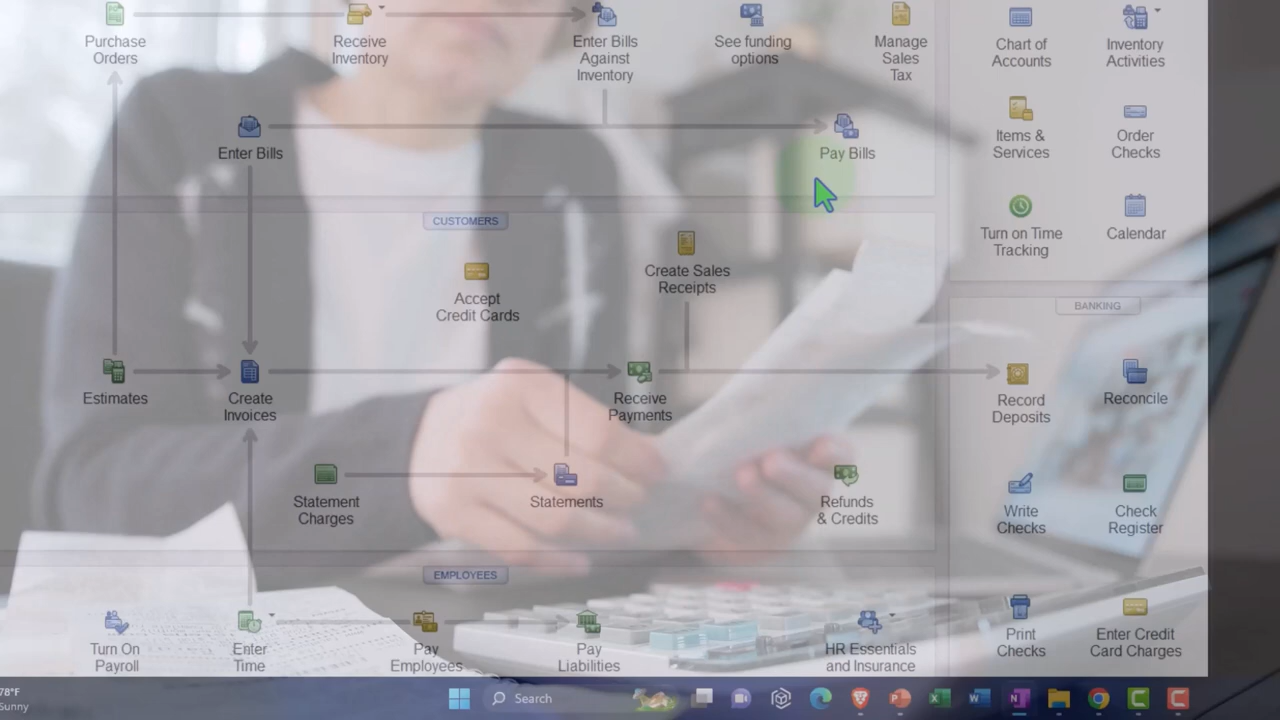 Purchase
Orders
Receive
Inventory
Enter Bills
Against
Inventory
See funding
options
Manage
Sales
Tax
Chart of
Accounts
Inventory
Activities
Enter Bills
Pay Bills
Items &
Services
Order
Checks
CUSTOMERS
Turn on Time
Tracking
Calendar
Create Sales
Receipts
Accept
Credit Cards
BANKING
Estimates
Create
Invoices
Receive
Payments
Record
Deposits
Reconcile
Statement
Charges
Statements
Refunds
& Credits
Write
Checks
Check
Register
EMPLOYEES
Turn On
Payroll
Enter
Time
Pay
Employees
Pay
Liabilities
HR Essentials
and Insurance
Print
Checks
Enter Credit
Card Charges
78°F
Sunny
Search